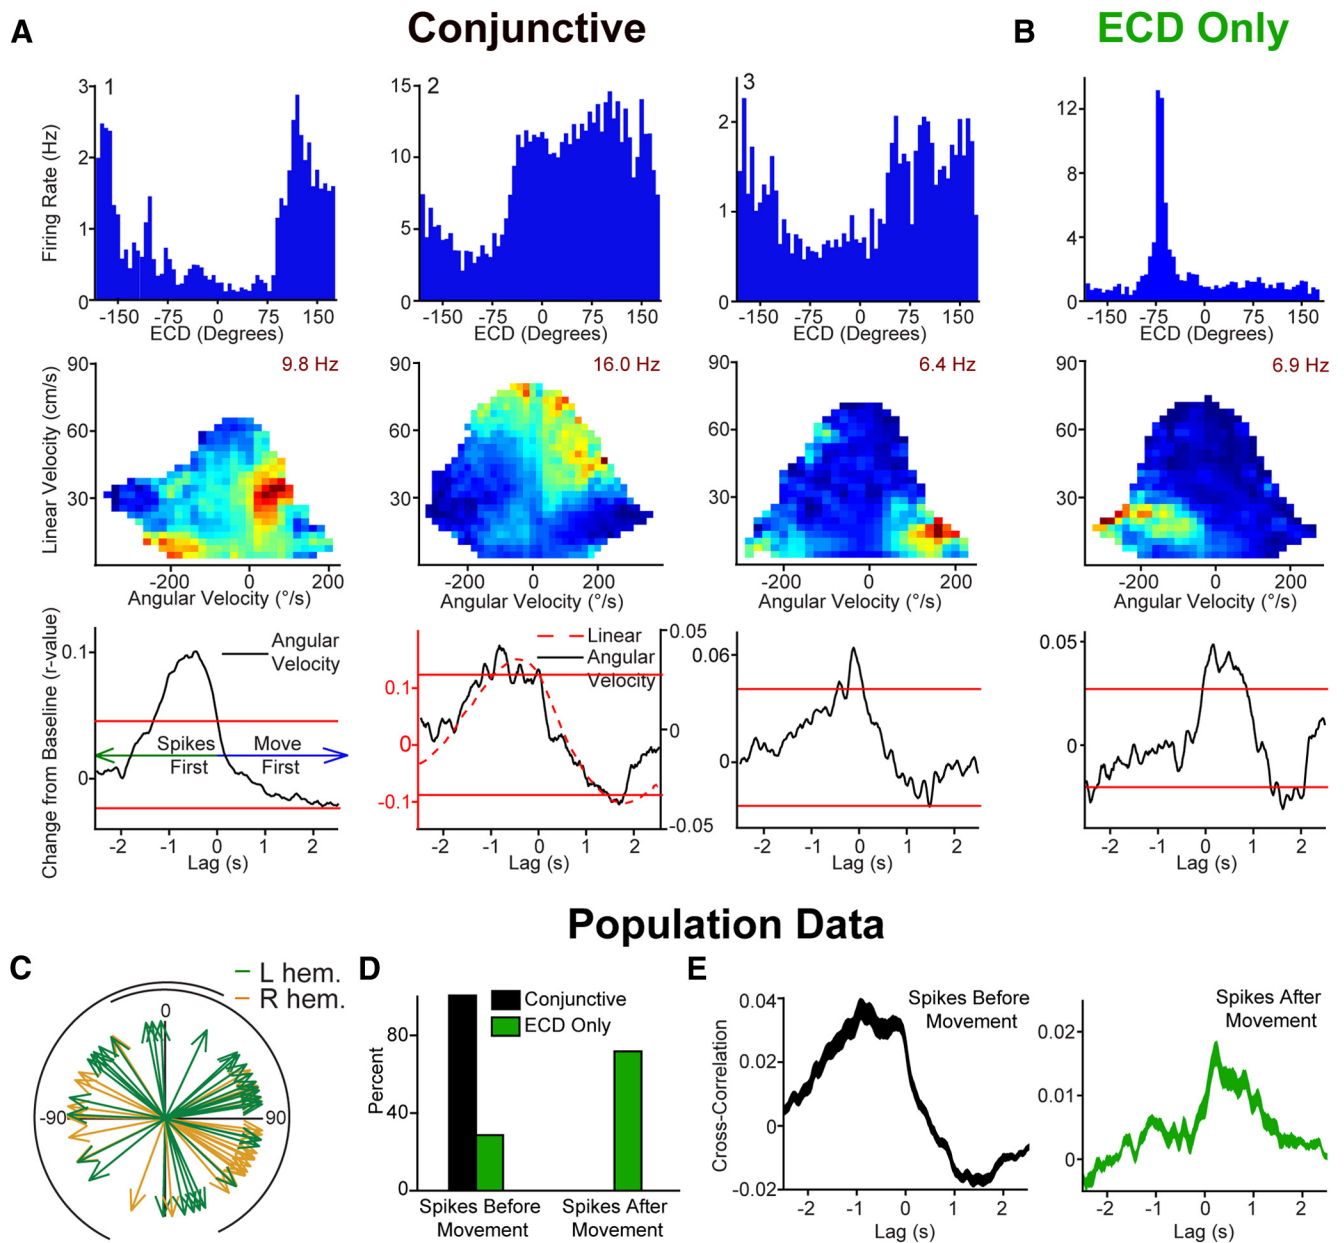 A
Conjunctive
B
ECD Only
Firing Rate (Hz)
3
2
1
0
1
-150 -75 0 75 150
ECD (Degrees)
15
10
5
0
2
-150 -75 0 75 150
ECD (Degrees)
2
1
0
3
-150 -75 0 75 150
ECD (Degrees)
12
8
4
0
-150 -75 0 75 150
ECD (Degrees)
Linear Velocity (cm/s)
90
60
30
9.8 Hz
-200 0 200
Angular Velocity (°/s)
90
60
30
16.0 Hz
-200 0 200
Angular Velocity (°/s)
90
60
30
6.4 Hz
-200 0 200
Angular Velocity (°/s)
90
60
30
6.9 Hz
-200 0 200
Angular Velocity (°/s)
Change from Baseline (r-value)
0.1
0
Angular
Velocity
Spikes
First
Move
First
-2 -1 0 1 2
Lag (s)
0.1
0
-0.1
Linear
Angular
Velocity
0.05
0
-0.05
-2 -1 0 1 2
Lag (s)
0.06
0
-2 -1 0 1 2
Lag (s)
0.05
0
-2 -1 0 1 2
Lag (s)
Population Data
C
L hem.
R hem.
0
-90
90
D
Conjunctive
ECD Only
Percent
80
40
0
Spikes Before
Movement
Spikes After
Movement
E
Spikes Before
Movement
Cross-Correlation
0.04
0.02
0
-0.02
-2 -1 0 1 2
Lag (s)
Spikes After
Movement
0.02
0.01
0
-2 -1 0 1 2
Lag (s)